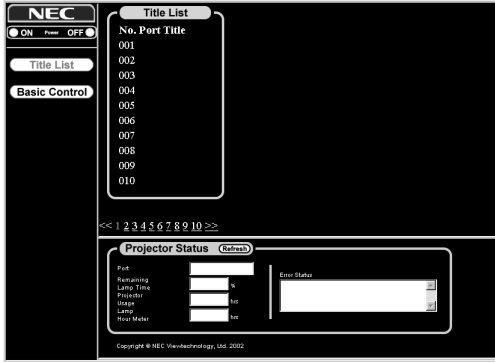 NEC
ON Power OFF
Title List
Basic Control
Title List
No. Port Title
001
002
003
004
005
006
007
008
009
010
<< 1 2 3 4 5 6 7 8 9 10 >>
Projector Status Refresh
Port
Remaining
Lamp Time %
Projector
Usage hrs
Lamp
Hour Meter hrs
Error Status
Copyright © NEC Viewtechnology, Ltd. 2002